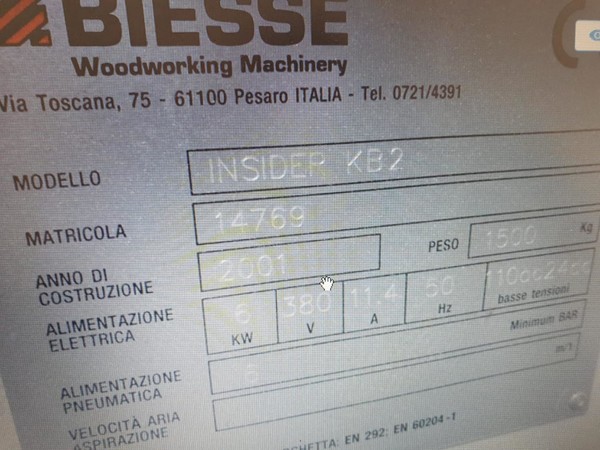 BIESSE
Woodworking Machinery
Via Toscana, 75 - 61100 Pesaro ITALIA - Tel. 0721/4391
MODELLO INSIDER KB2
MATRICOLA 14769
ANNO DI COSTRUZIONE 2001 PESO 1500 Kg
ALIMENTAZIONE ELETTRICA 6 KW 380 V 11.4 A 50 Hz basse tensioni
ALIMENTAZIONE PNEUMATICA 6 Minimum BAR
VELOCITÀ ARIA ASPIRAZIONE
EN 292; EN 60204-1